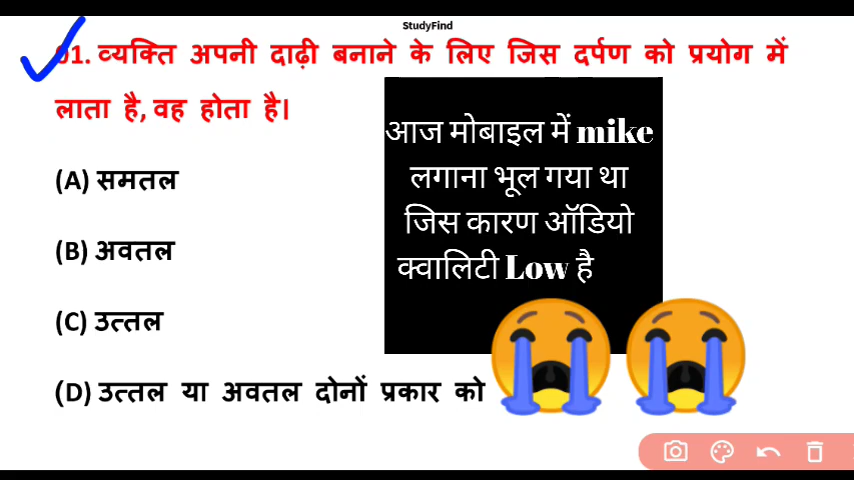 StudyFind
01. व्यक्ति अपनी दाढ़ी बनाने के लिए जिस दर्पण को प्रयोग में
लाता है, वह होता है।
(A) समतल
(B) अवतल
(C) उत्तल
(D) उत्तल या अवतल दोनों प्रकार को
आज मोबाइल में mike
लगाना भूल गया था
जिस कारण ऑडियो
क्वालिटी Low है